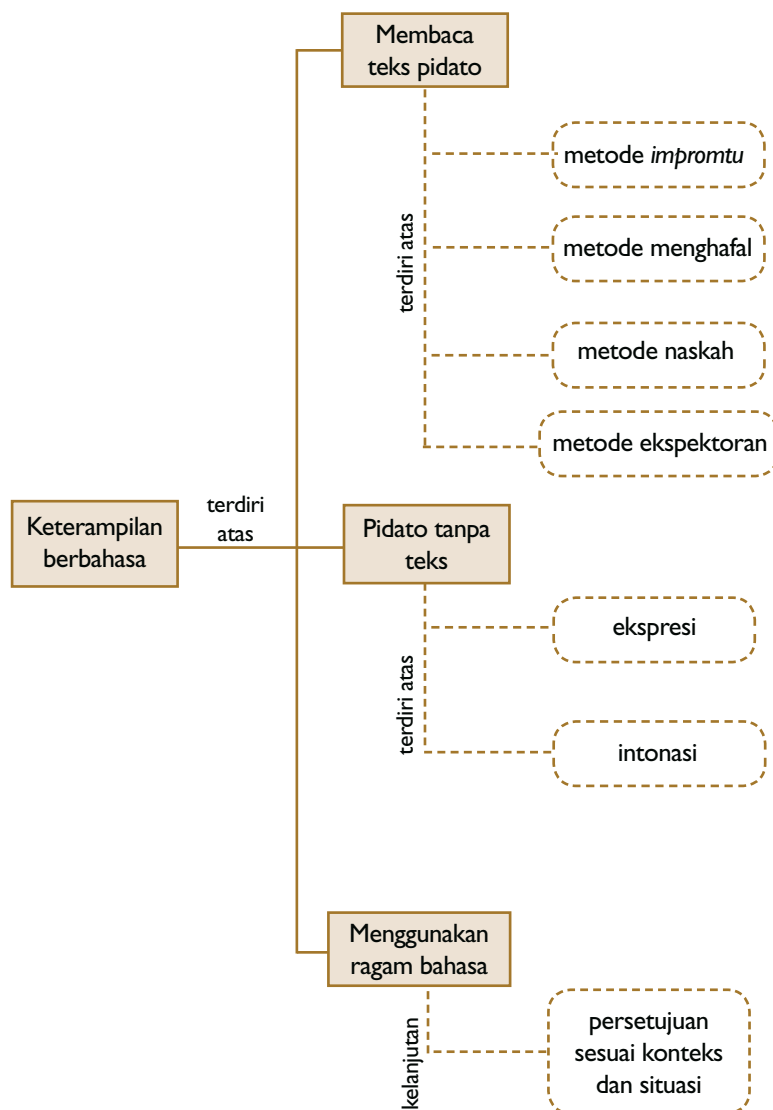 Membaca
teks pidato
terdiri atas
metode impromtu
metode menghafal
metode naskah
metode ekspektoran
Keterampilan
berbahasa
terdiri
atas
Pidato tanpa
teks
terdiri atas
ekspresi
intonasi
Menggunakan
ragam bahasa
kelanjutan
persetujuan
sesuai konteks
dan situasi